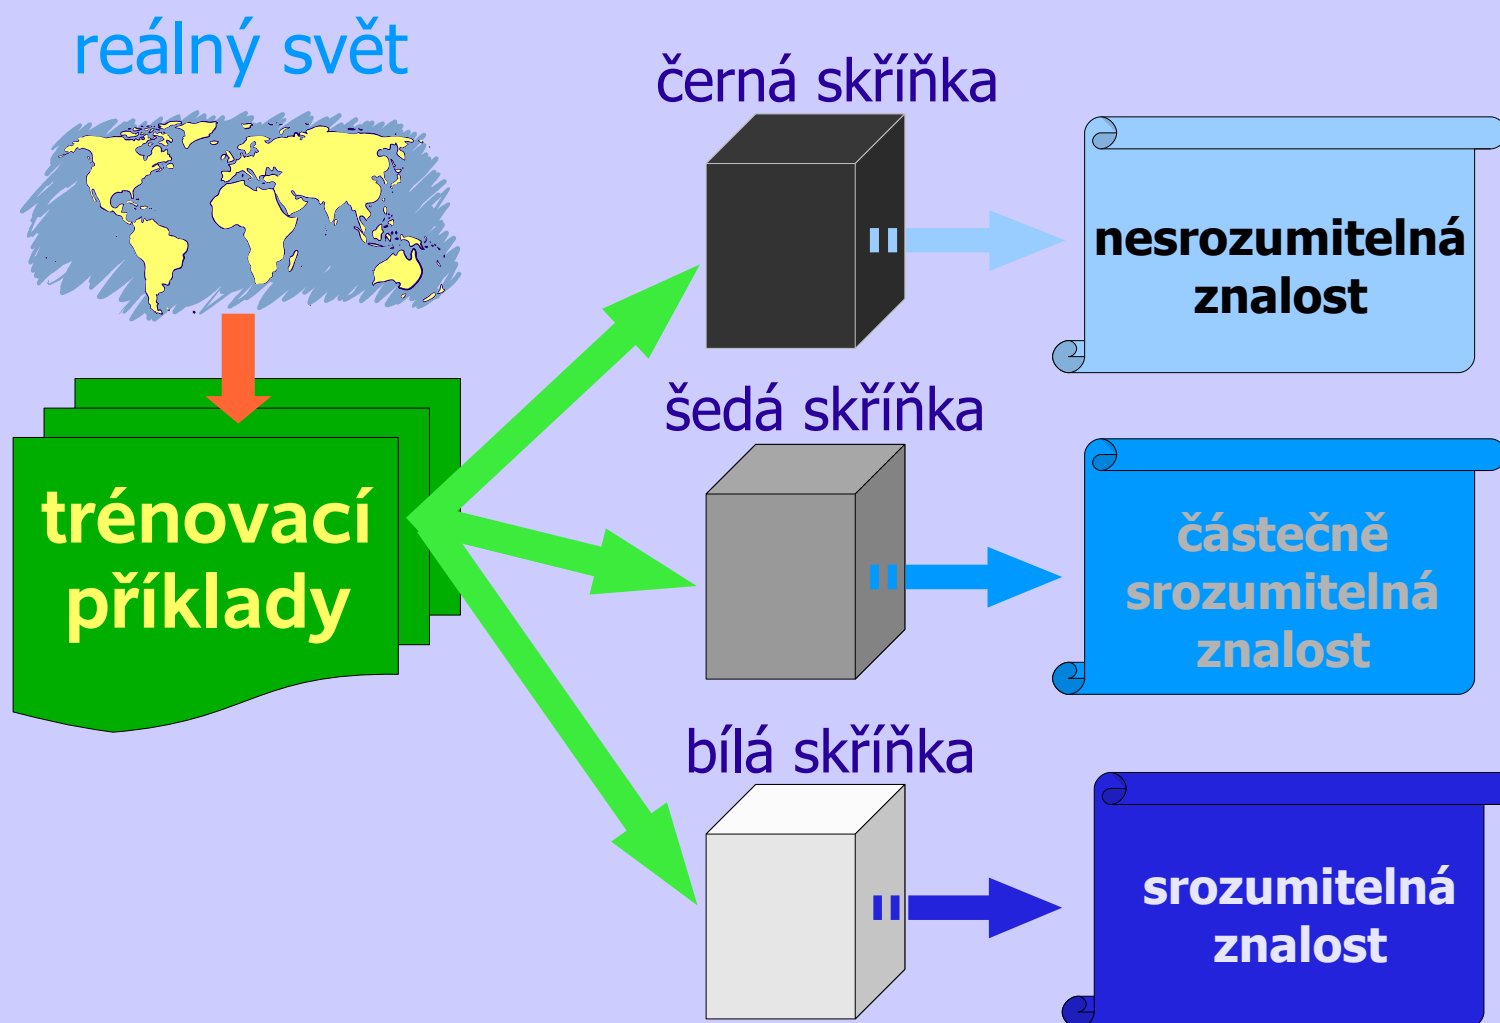 reálný svět
trénovací
příklady
černá skříňka
nesrozumitelná
znalost
šedá skříňka
částečně
srozumitelná
znalost
bílá skříňka
srozumitelná
znalost